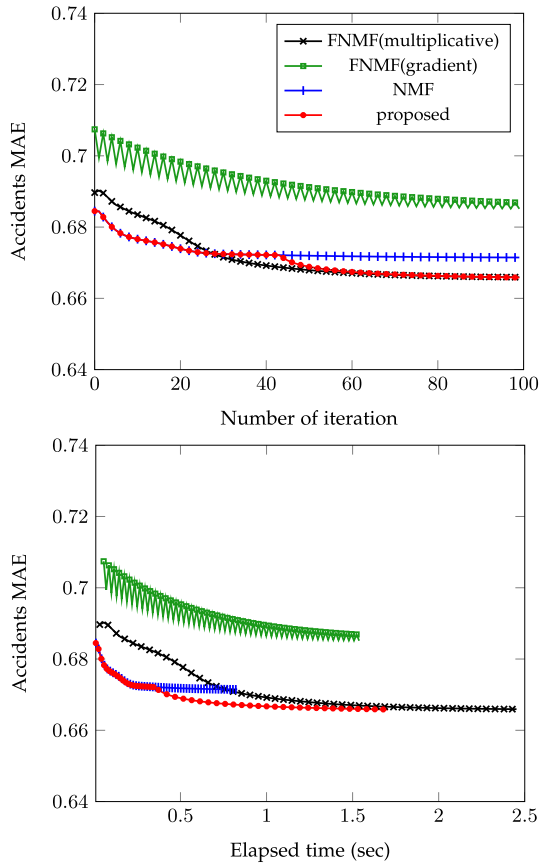 0.74
0.72
0.7
0.68
0.66
0.64
Accidents MAE
FNMF(multiplicative)
FNMF(gradient)
NMF
proposed
0 20 40 60 80 100
Number of iteration
0.74
0.72
0.7
0.68
0.66
0.64
Accidents MAE
0.5 1 1.5 2 2.5
Elapsed time (sec)